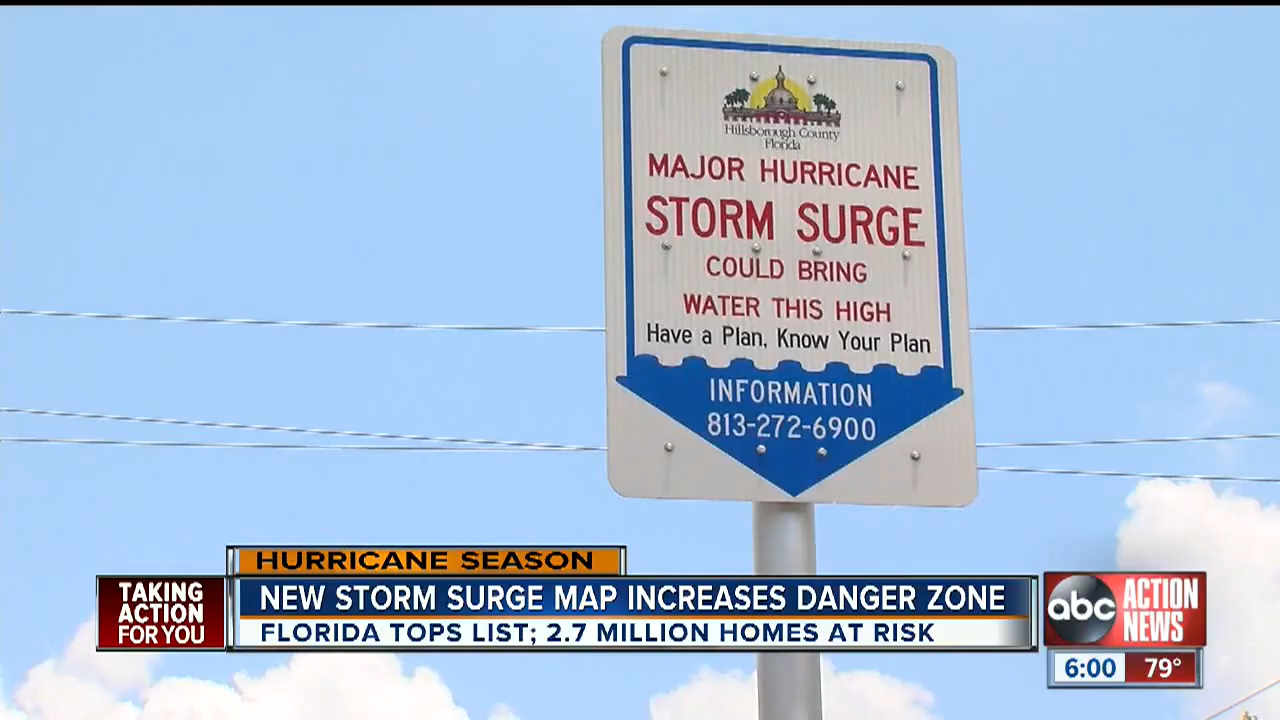 Hillsborough County
Florida
MAJOR HURRICANE
STORM SURGE
COULD BRING
WATER THIS HIGH
Have a Plan, Know Your Plan
INFORMATION
813-272-6900
HURRICANE SEASON
TAKING
ACTION
FOR YOU
NEW STORM SURGE MAP INCREASES DANGER ZONE
FLORIDA TOPS LIST; 2.7 MILLION HOMES AT RISK
abc
ACTION
NEWS
6:00 79°